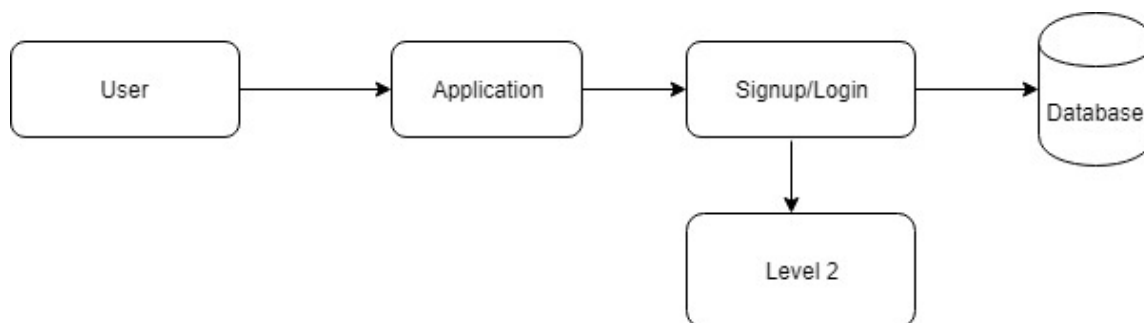 User
Application
Signup/Login
Database
Level 2